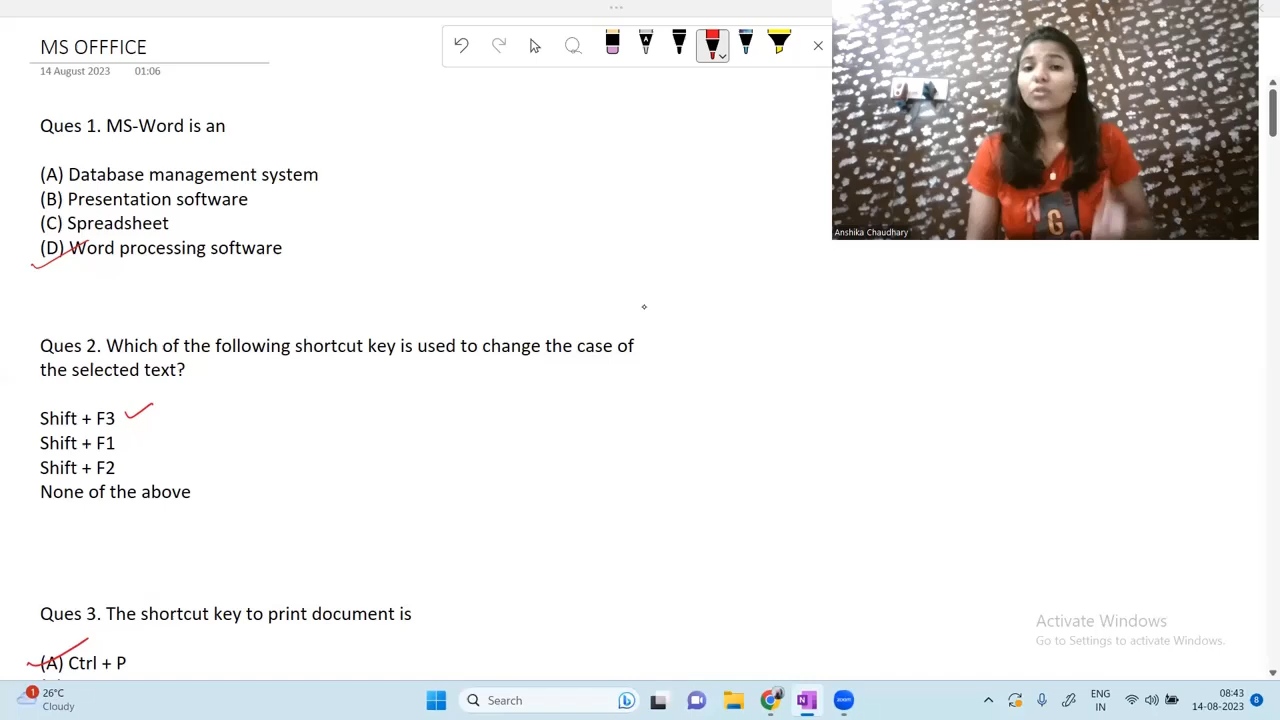 MS OFFFICE
14 August 2023 01:06
Ques 1. MS-Word is an
(A) Database management system
(B) Presentation software
(C) Spreadsheet
(D) Word processing software
Ques 2. Which of the following shortcut key is used to change the case of
the selected text?
Shift + F3
Shift + F1
Shift + F2
None of the above
Ques 3. The shortcut key to print document is
(A) Ctrl + P
Anshika Chaudhary
Activate Windows
Go to Settings to activate Windows.
1
26°C
Cloudy
Search
ENG
IN
08:43
14-08-2023
8